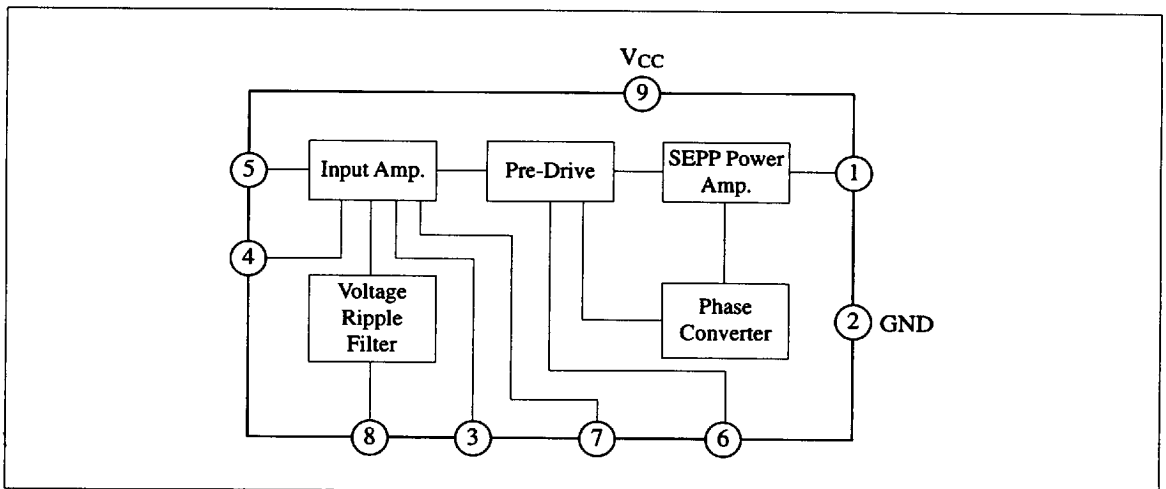 VCC
9
5
Input Amp.
Pre-Drive
SEPP Power
Amp.
1
4
Voltage
Ripple
Filter
Phase
Converter
2
GND
8
3
7
6